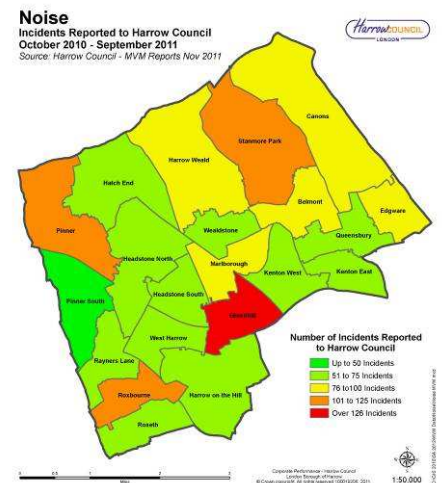 Noise
Incidents Reported to Harrow Council
October 2010 - September 2011
Source: Harrow Council - MVM Reports Nov 2011
HarrowCOUNCIL
LONDON
Canons
Stanmore Park
Harrow Weald
Hatch End
Belmont
Edgware
Pinner
Wealdstone
Queensbury
Headstone North
Marlborough
Kenton West
Kenton East
Pinner South
Headstone South
Greenhill
West Harrow
Rayners Lane
Roxbourne
Harrow on the Hill
Roxeth
Number of Incidents Reported
to Harrow Council
Up to 50 Incidents
51 to 75 Incidents
76 to100 Incidents
101 to 125 Incidents
Over 126 Incidents
Corporate Performance - Harrow Council
London Borough of Harrow
1:50,000